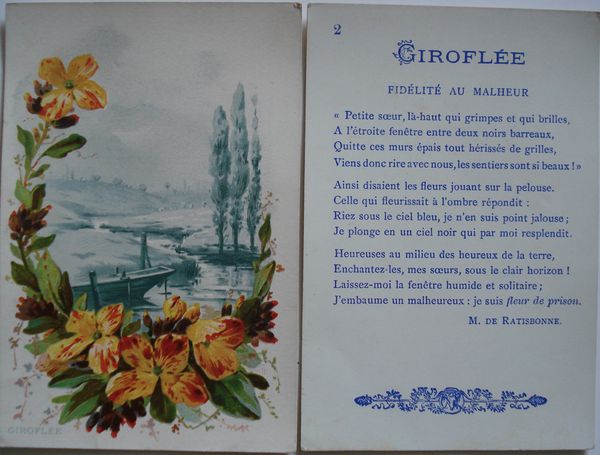 GIROFLÉE
2
GIROFLÉE
FIDÉLITÉ AU MALHEUR
« Petite sœur, là-haut qui grimpes et qui brilles,
A l'étroite fenêtre entre deux noirs barreaux,
Quitte ces murs épais tout hérissés de grilles,
Viens donc rire avec nous, les sentiers sont si beaux ! »
Ainsi disaient les fleurs jouant sur la pelouse.
Celle qui fleurissait à l'ombre répondit :
Riez sous le ciel bleu, je n'en suis point jalouse ;
Je plonge en un ciel noir qui par moi resplendit.
Heureuses au milieu des heureux de la terre,
Enchantez-les, mes sœurs, sous le clair horizon !
Laissez-moi la fenêtre humide et solitaire ;
J'embaume un malheureux : je suis fleur de prison.
M. DE RATISBONNE.